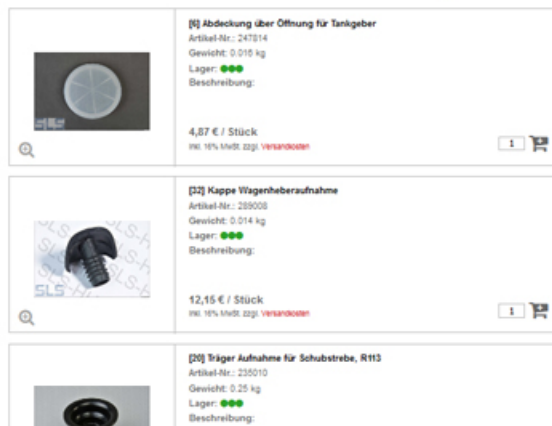 [6] Abdeckung über Öffnung für Tankgeber
Artikel-Nr.: 247814
Gewicht: 0.016 kg
Lager:
Beschreibung:
4,87 € / Stück
inkl. 16% MwSt. zzgl. Versandkosten
1
SLS
[32] Kappe Wagenheberaufnahme
Artikel-Nr.: 289008
Gewicht: 0.014 kg
Lager:
Beschreibung:
12,15 € / Stück
inkl. 16% MwSt. zzgl. Versandkosten
1
SLS
[20] Träger Aufnahme für Schubstrebe, R113
Artikel-Nr.: 235010
Gewicht: 0.25 kg
Lager:
Beschreibung: